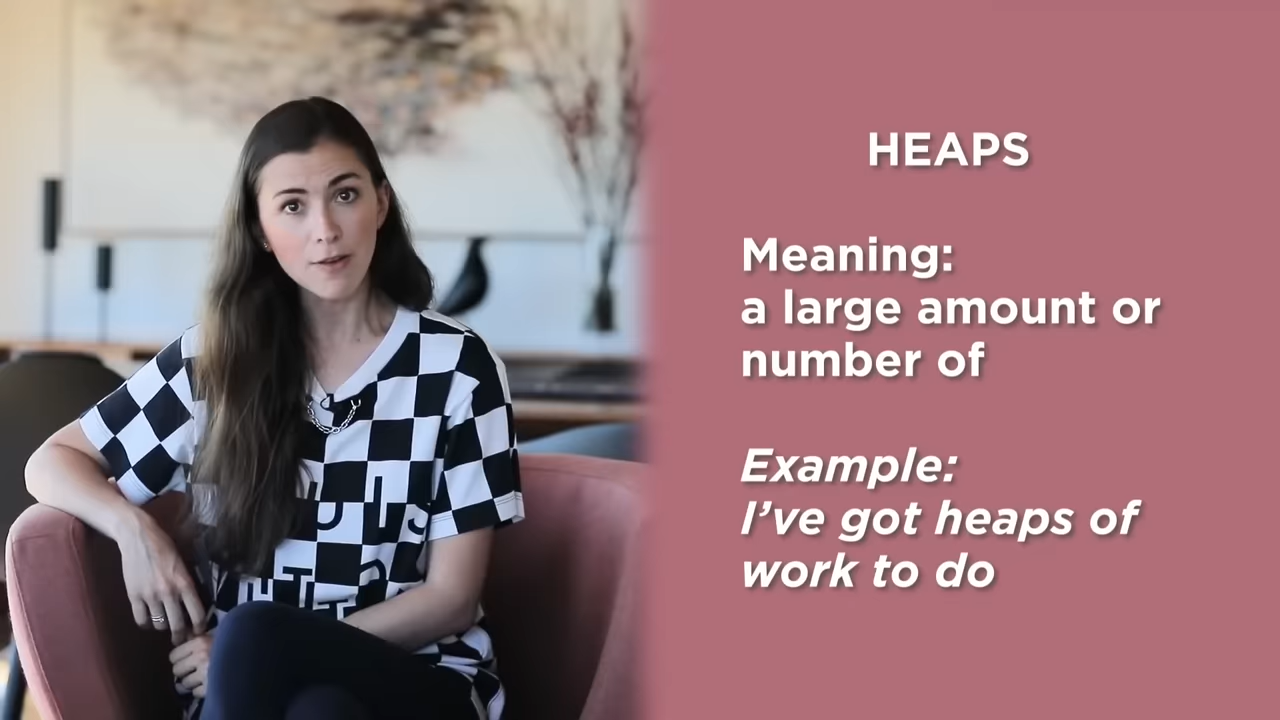 HEAPS
Meaning:
a large amount or
number of
Example:
I’ve got heaps of
work to do